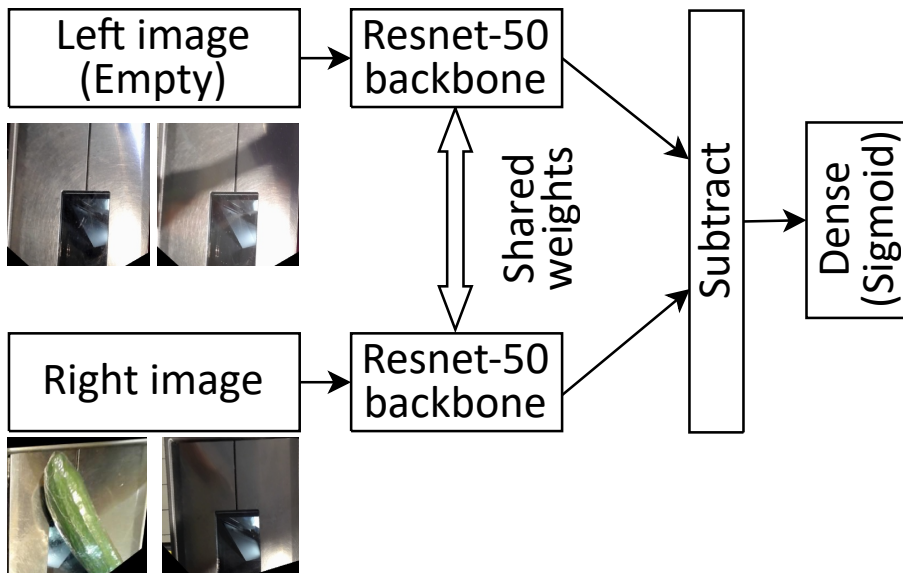 Left image
(Empty)
Resnet-50
backbone
Shared
weights
Subtract
Dense
(Sigmoid)
Right image
Resnet-50
backbone